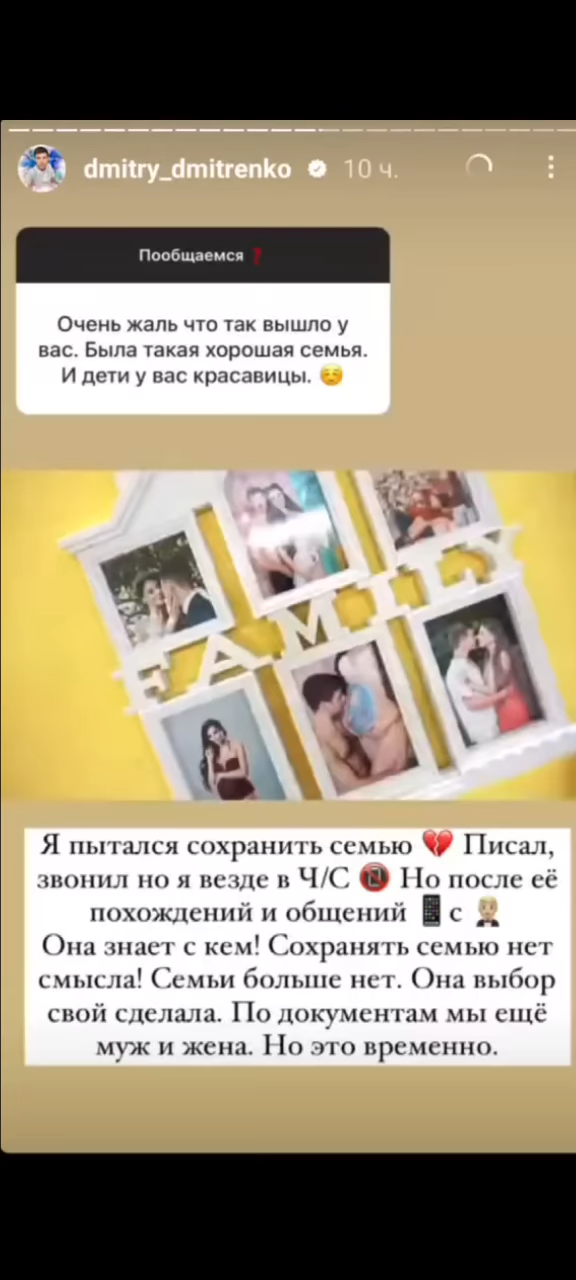 dmitry_dmitrenko 10 ч.
Пообщаемся ❓
Очень жаль что так вышло у
вас. Была такая хорошая семья.
И дети у вас красавицы. ☺️
FAMILY
Я пытался сохранить семью 💔 Писал,
звонил но я везде в Ч/С 📵 Но после её
похождений и общений 📱с 🤵🏼
Она знает с кем! Сохранять семью нет
смысла! Семьи больше нет. Она выбор
свой сделала. По документам мы ещё
муж и жена. Но это временно.